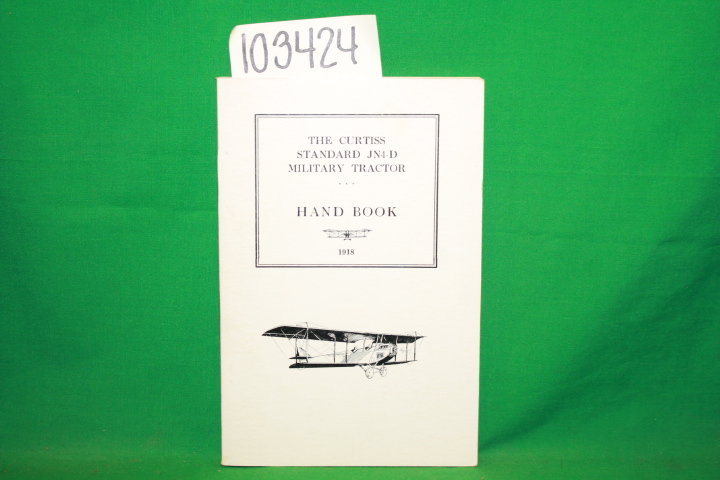 103424
THE CURTISS
STANDARD JN4-D
MILITARY TRACTOR
HAND BOOK
1918